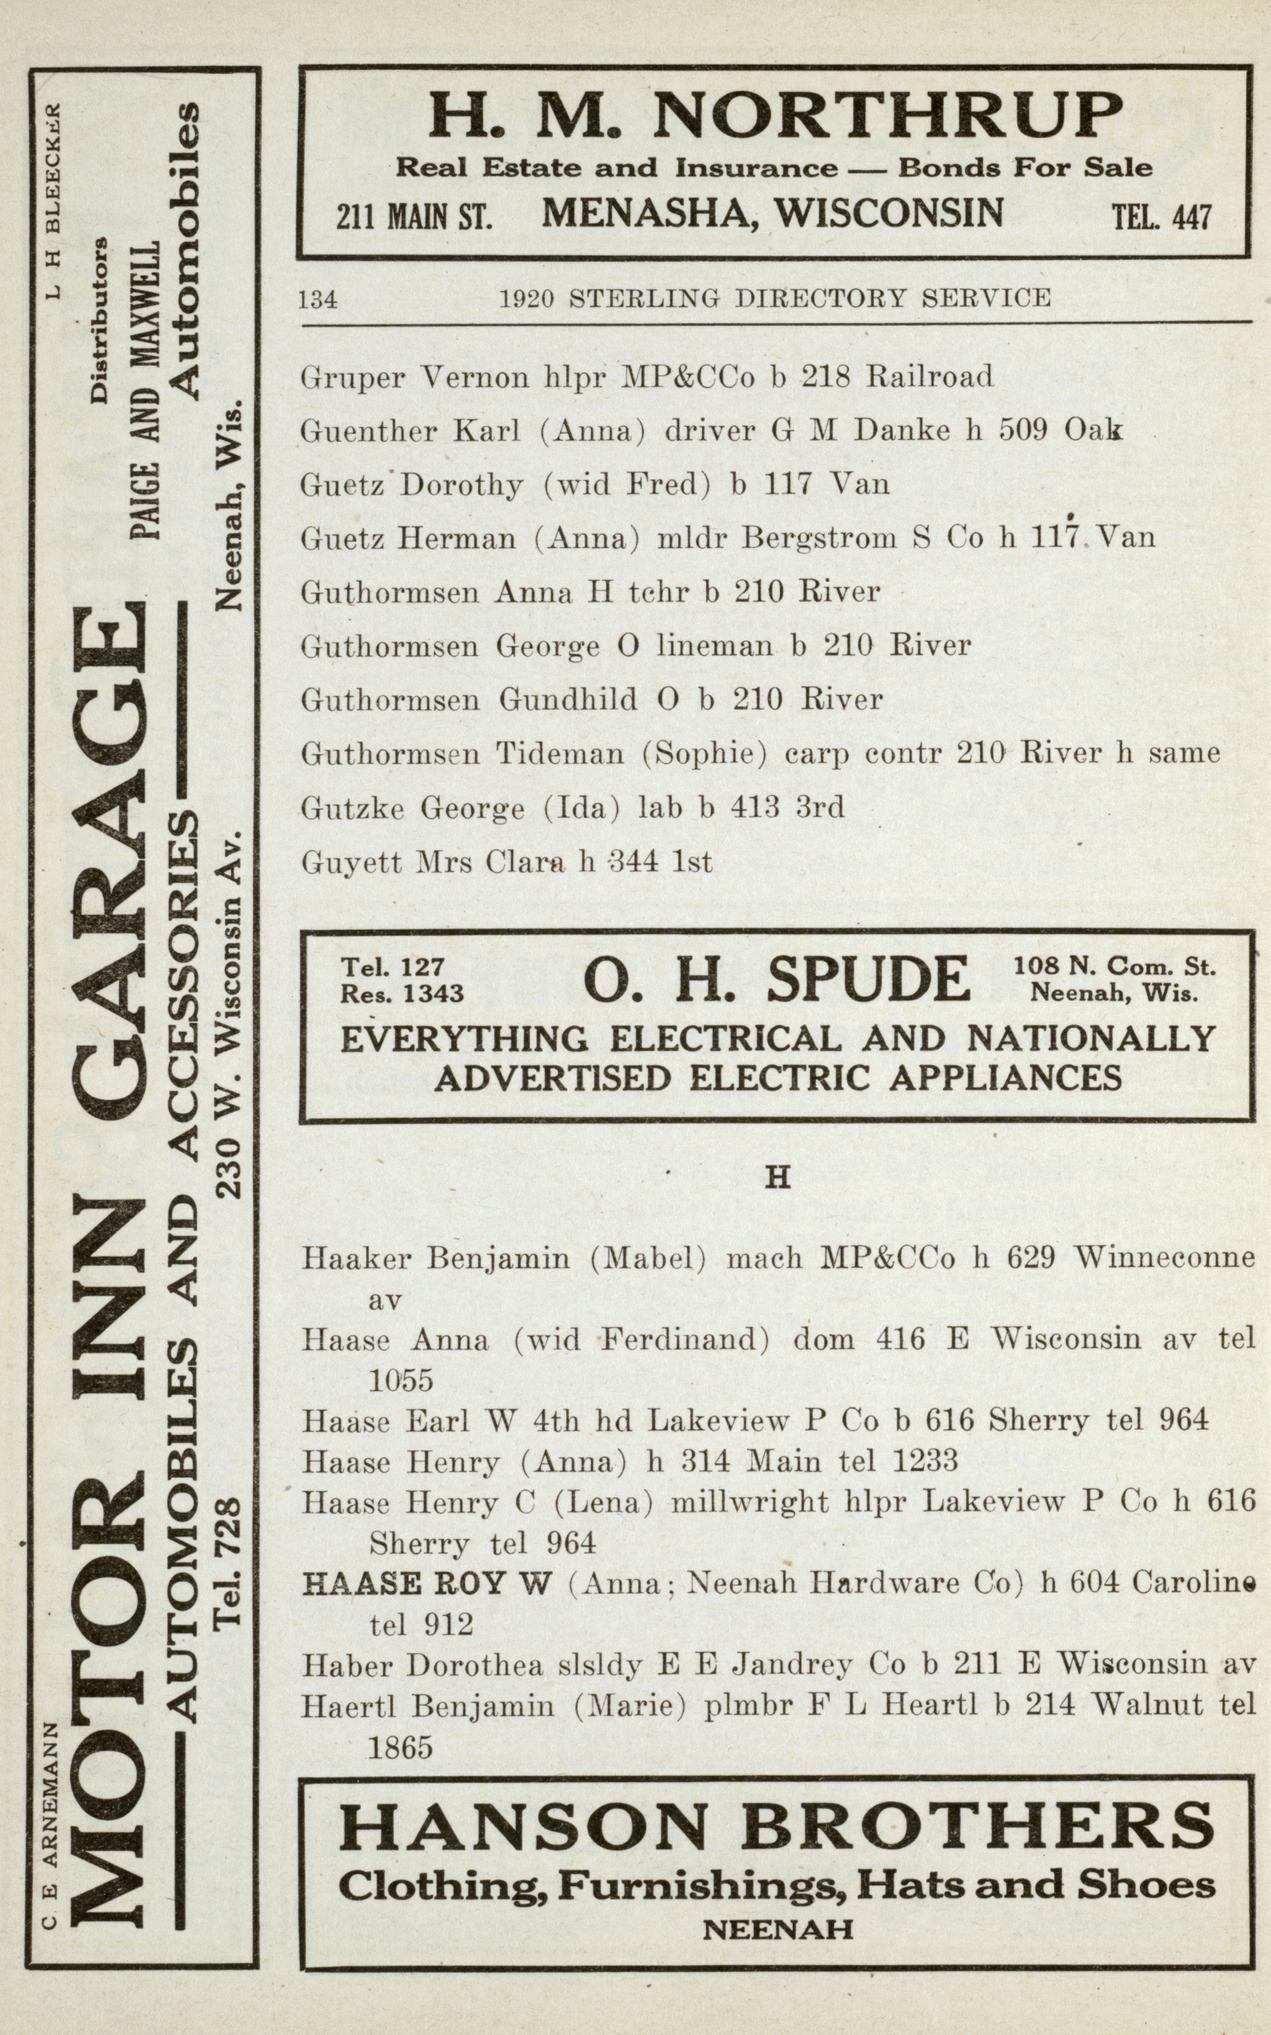 H. M. NORTHRUP
Real Estate and Insurance — Bonds For Sale
211 MAIN ST. MENASHA, WISCONSIN TEL. 447
134 1920 STERLING DIRECTORY SERVICE
Gruper Vernon hlpr MP&CCo b 218 Railroad
Guenther Karl (Anna) driver G M Danke h 509 Oak
Guetz Dorothy (wid Fred) b 117 Van
Guetz Herman (Anna) mldr Bergstrom S Co h 117 Van
Guthormsen Anna H tchr b 210 River
Guthormsen George O lineman b 210 River
Guthormsen Gundhild O b 210 River
Guthormsen Tideman (Sophie) carp contr 210 River h same
Gutzke George (Ida) lab b 413 3rd
Guyett Mrs Clara h 344 1st
Tel. 127
Res. 1343
O. H. SPUDE
108 N. Com. St.
Neenah, Wis.
EVERYTHING ELECTRICAL AND NATIONALLY
ADVERTISED ELECTRIC APPLIANCES
H
Haaker Benjamin (Mabel) mach MP&CCo h 629 Winneconne
av
Haase Anna (wid Ferdinand) dom 416 E Wisconsin av tel
1055
Haase Earl W 4th hd Lakeview P Co b 616 Sherry tel 964
Haase Henry (Anna) h 314 Main tel 1233
Haase Henry C (Lena) millwright hlpr Lakeview P Co h 616
Sherry tel 964
HAASE ROY W (Anna; Neenah Hardware Co) h 604 Caroline
tel 912
Haber Dorothea slsldy E E Jandrey Co b 211 E Wisconsin av
Haertl Benjamin (Marie) plmbr F L Heartl b 214 Walnut tel
1865
HANSON BROTHERS
Clothing, Furnishings, Hats and Shoes
NEENAH
C E ARNEMANN L H BLEECKER
MOTOR INN GARAGE
Distributors
PAIGE AND MAXWELL
Automobiles
AUTOMOBILES AND ACCESSORIES
Tel. 728 230 W. Wisconsin Av. Neenah, Wis.